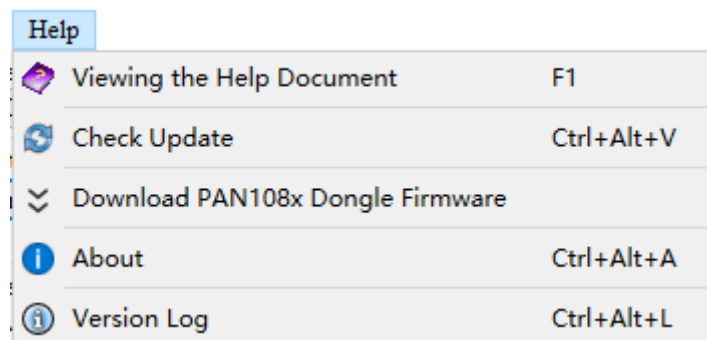 Help
Viewing the Help Document F1
Check Update Ctrl+Alt+V
Download PAN108x Dongle Firmware
About Ctrl+Alt+A
Version Log Ctrl+Alt+L